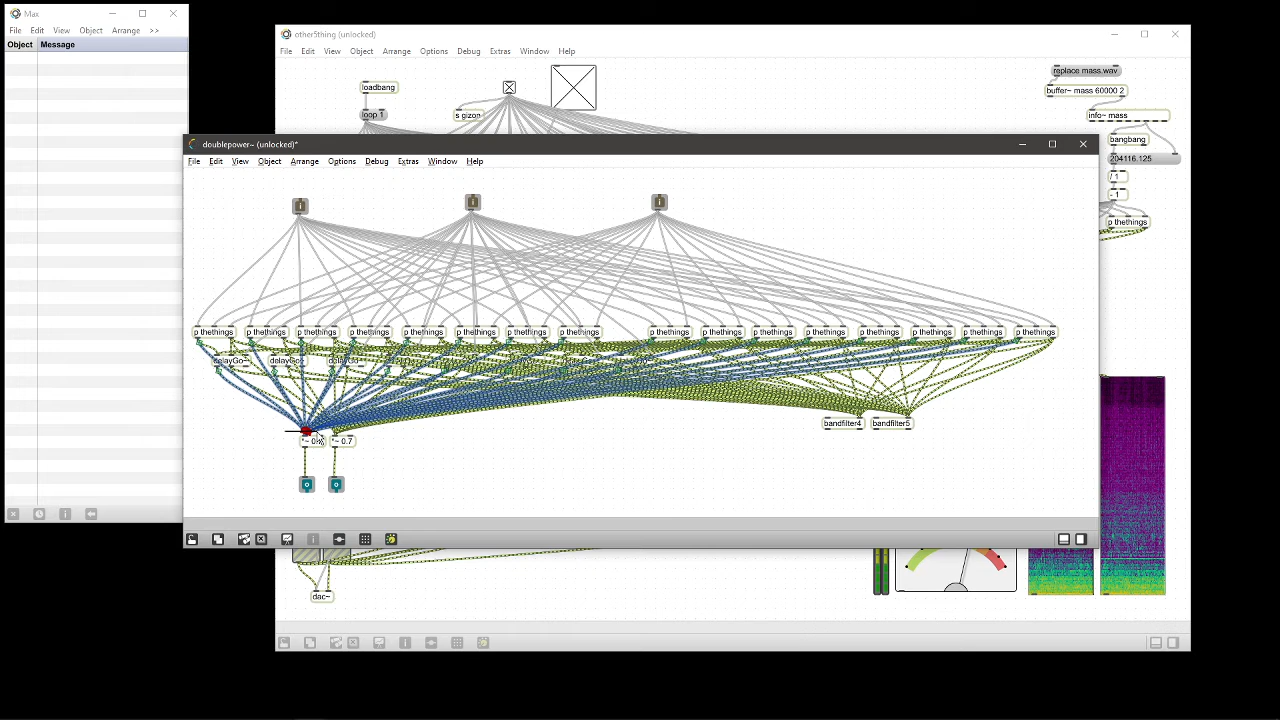 Max
File Edit View Object Arrange >>
Object Message
other5thing (unlocked)
File Edit View Object Arrange Options Debug Extras Window Help
loadbang
loop 1
s gizon
replace mass.wav
buffer~ mass 60000 2
info~ mass
bangbang
204116.125
/ 1
- 1
p thethings
doublepower~ (unlocked)*
File Edit View Object Arrange Options Debug Extras Window Help
p thethings p thethings p thethings p thethings p thethings p thethings p thethings p thethings p thethings p thethings p thethings p thethings p thethings p thethings p thethings p thethings
bandfilter4 bandfilter5
*~ 0.7
dac~